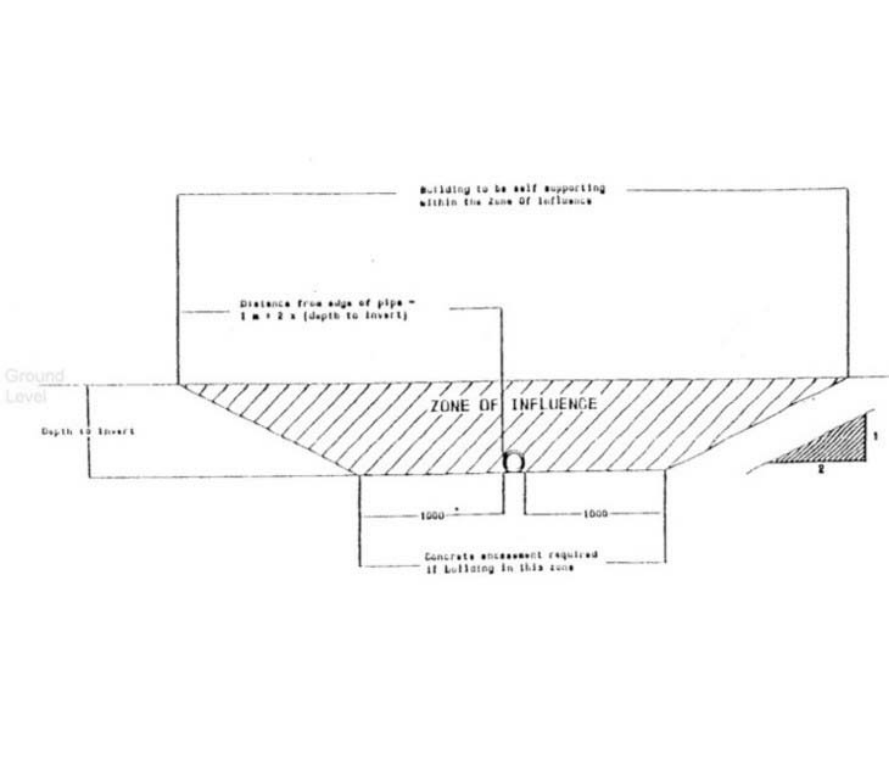 Building to be self supporting
within the Zone Of Influence
Distance from edge of pipe =
1 m + 2 x (depth to invert)
Ground
Level
ZONE OF INFLUENCE
Depth to invert
1
2
1000
1000
Concrete encasement required
if building in this zone